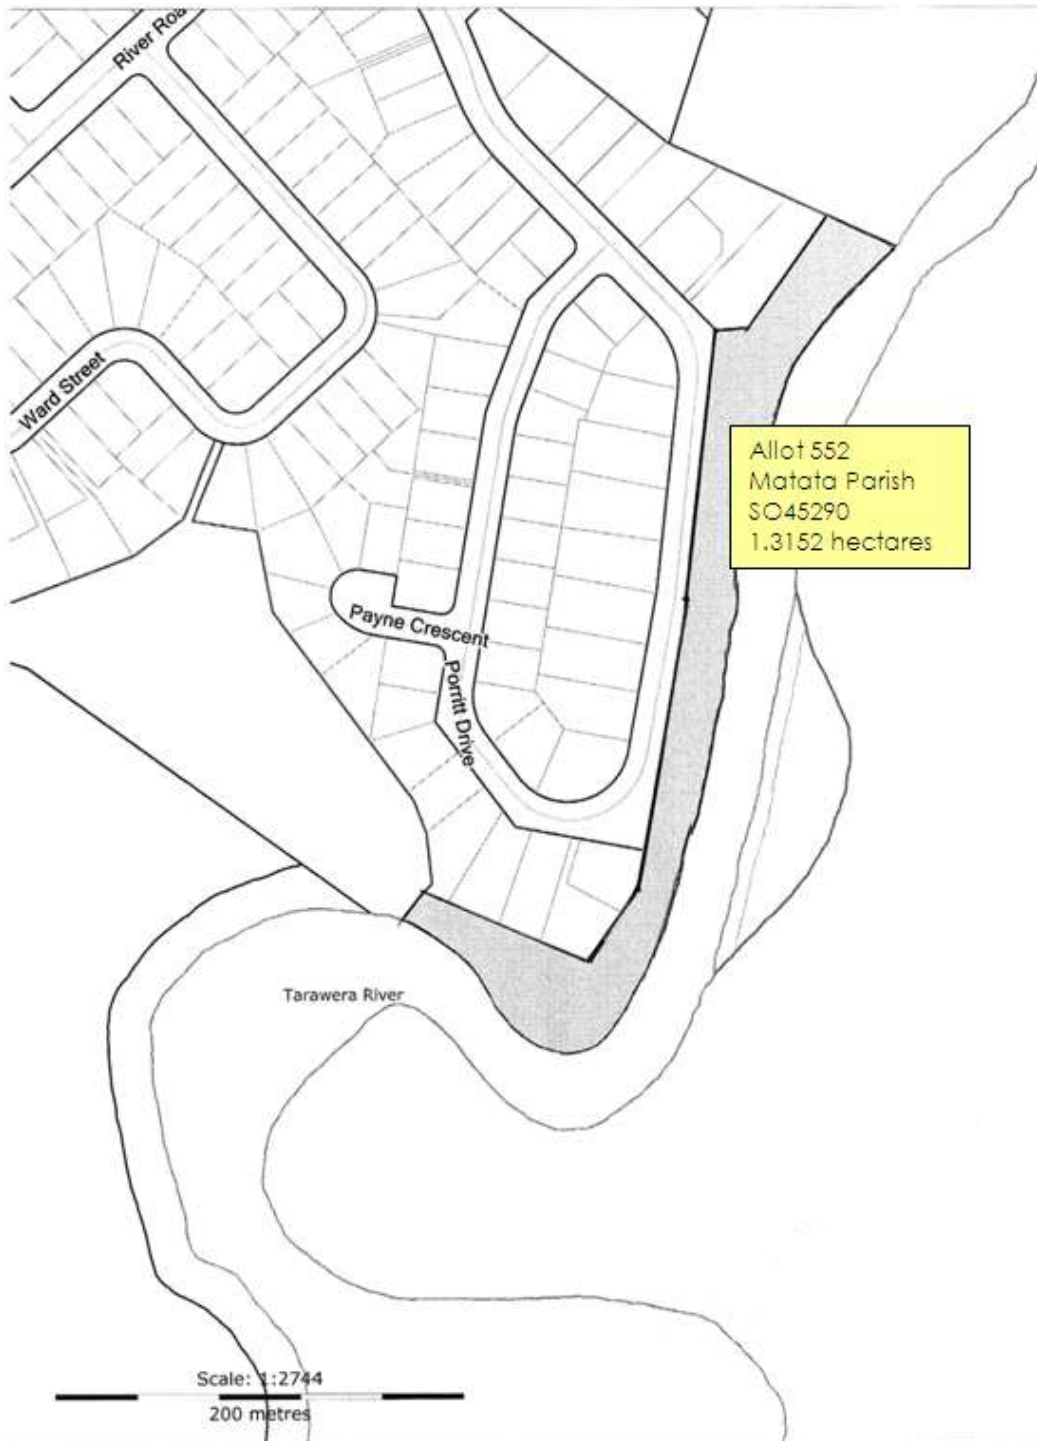 River Roa
Ward Street
Allot 552
Matata Parish
SO45290
1.3152 hectares
Payne Crescent
Porritt Drive
Tarawera River
Scale: 1:2744
200 metres